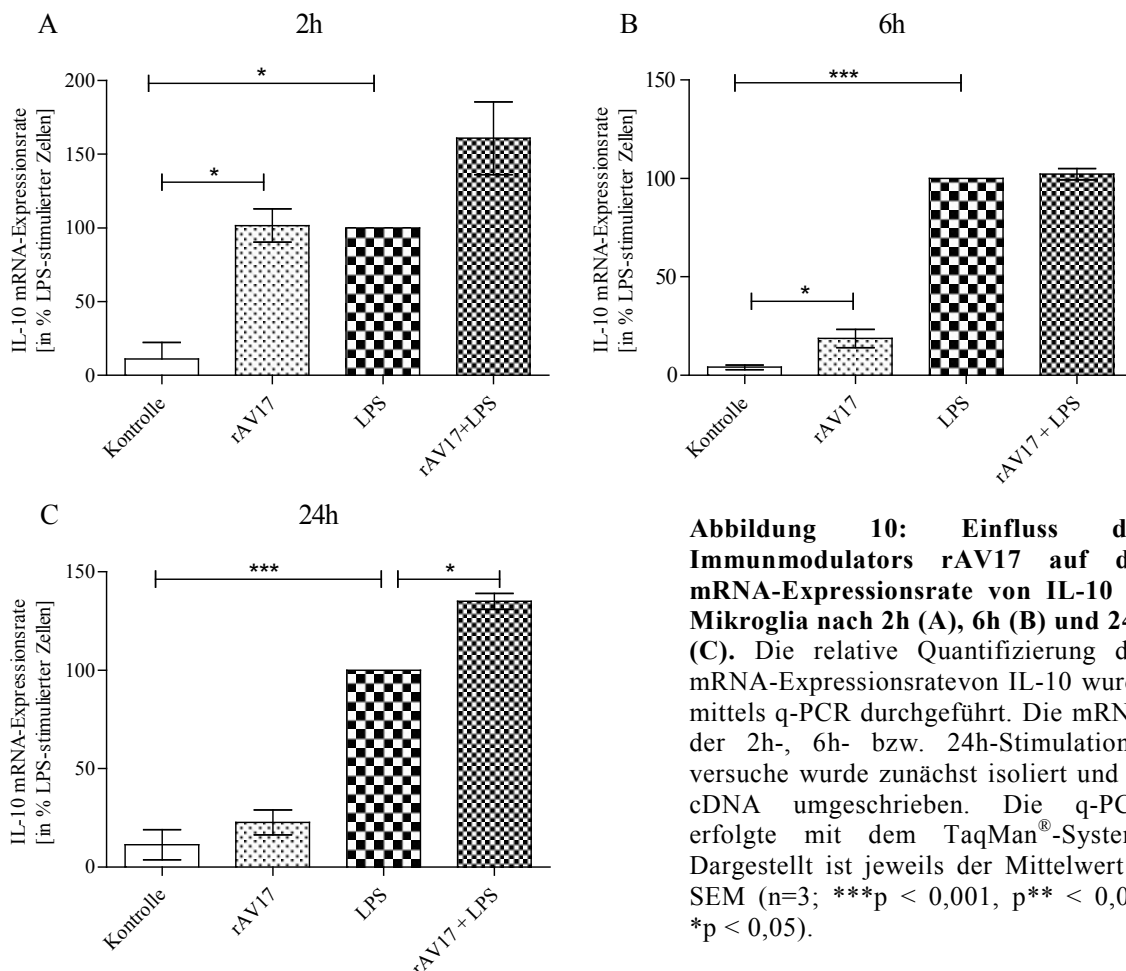 A
2h
IL-10 mRNA-Expressionsrate
[in % LPS-stimulierter Zellen]
200
150
100
50
0
*
*
Kontrolle
rAV17
LPS
rAV17+LPS
B
6h
IL-10 mRNA-Expressionsrate
[in % LPS-stimulierter Zellen]
150
100
50
0
***
*
Kontrolle
rAV17
LPS
rAV17 + LPS
C
24h
IL-10 mRNA-Expressionsrate
[in % LPS-stimulierter Zellen]
150
100
50
0
***
*
Kontrolle
rAV17
LPS
rAV17 + LPS
Abbildung 10: Einfluss
Immunmodulators rAV17 auf
mRNA-Expressionsrate von IL-10
Mikroglia nach 2h (A), 6h (B) und
(C). Die relative Quantifizierung
mRNA-Expressionsratevon IL-10
mittels q-PCR durchgeführt. Die
der 2h-, 6h- bzw. 24h-Stimulation
versuche wurde zunächst isoliert und
cDNA umgeschrieben. Die
erfolgte mit dem TaqMan®-System
Dargestellt ist jeweils der Mittelwert
SEM (n=3; ***p < 0,001, p** < 0,0
*p < 0,05).